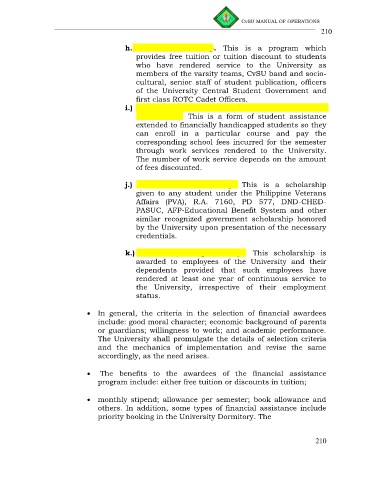 CvSU MANUAL OF OPERATIONS
210
h. . This is a program which
provides free tuition or tuition discount to students
who have rendered service to the University as
members of the varsity teams, CvSU band and socio-
cultural, senior staff of student publication, officers
of the University Central Student Government and
first class ROTC Cadet Officers.
i.)
This is a form of student assistance
extended to financially handicapped students so they
can enroll in a particular course and pay the
corresponding school fees incurred for the semester
through work services rendered to the University.
The number of work service depends on the amount
of fees discounted.
j.) This is a scholarship
given to any student under the Philippine Veterans
Affairs (PVA), R.A. 7160, PD 577, DND-CHED-
PASUC, AFP-Educational Benefit System and other
similar recognized government scholarship honored
by the University upon presentation of the necessary
credentials.
k.) This scholarship is
awarded to employees of the University and their
dependents provided that such employees have
rendered at least one year of continuous service to
the University, irrespective of their employment
status.
• In general, the criteria in the selection of financial awardees
include: good moral character; economic background of parents
or guardians; willingness to work; and academic performance.
The University shall promulgate the details of selection criteria
and the mechanics of implementation and revise the same
accordingly, as the need arises.
• The benefits to the awardees of the financial assistance
program include: either free tuition or discounts in tuition;
• monthly stipend; allowance per semester; book allowance and
others. In addition, some types of financial assistance include
priority booking in the University Dormitory. The
210